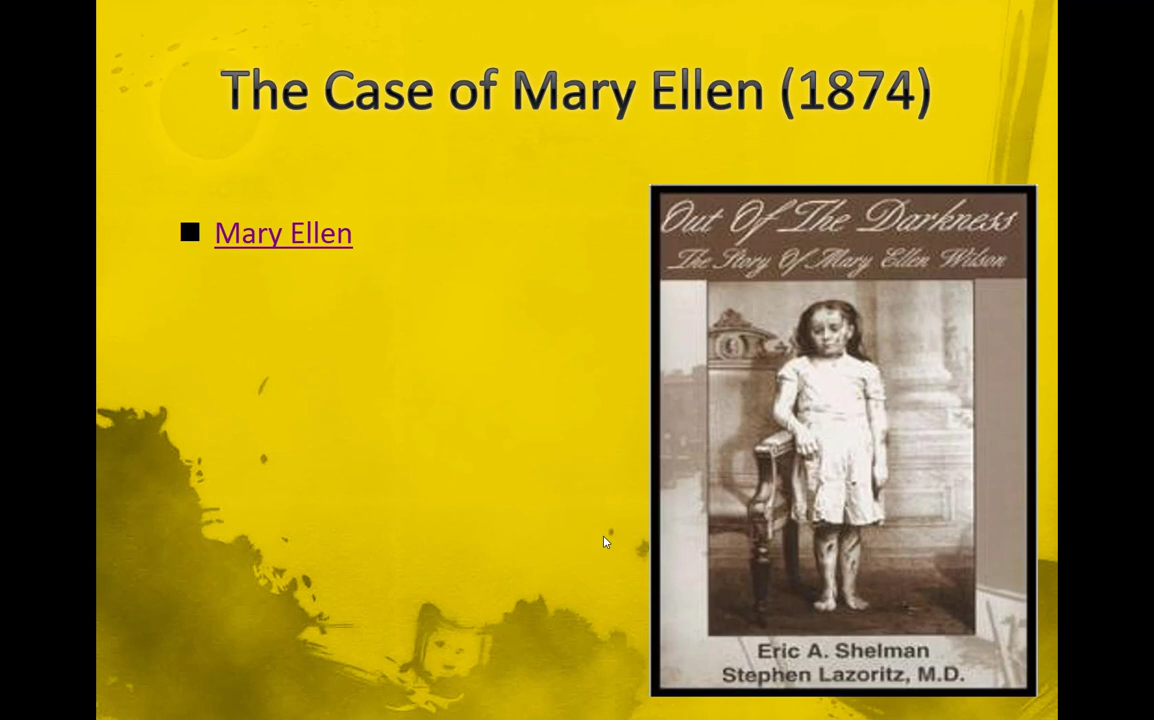 The Case of Mary Ellen (1874)
Mary Ellen
Out Of The Darkness
The Story Of Mary Ellen Wilson
Eric A. Shelman
Stephen Lazoritz, M.D.